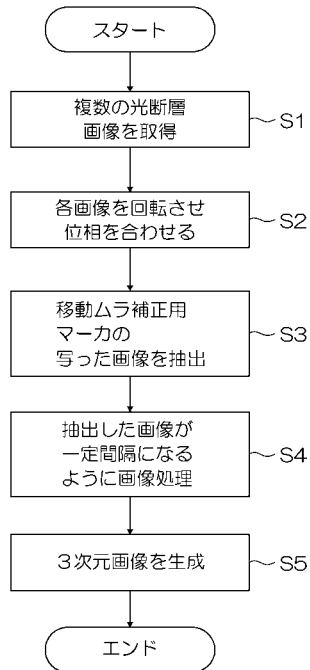 スタート
複数の光断層
画像を取得
S1
各画像を回転させ
位相を合わせる
S2
移動ムラ補正用
マーカの
写った画像を抽出
S3
抽出した画像が
一定間隔になる
ように画像処理
S4
3次元画像を生成
S5
エンド